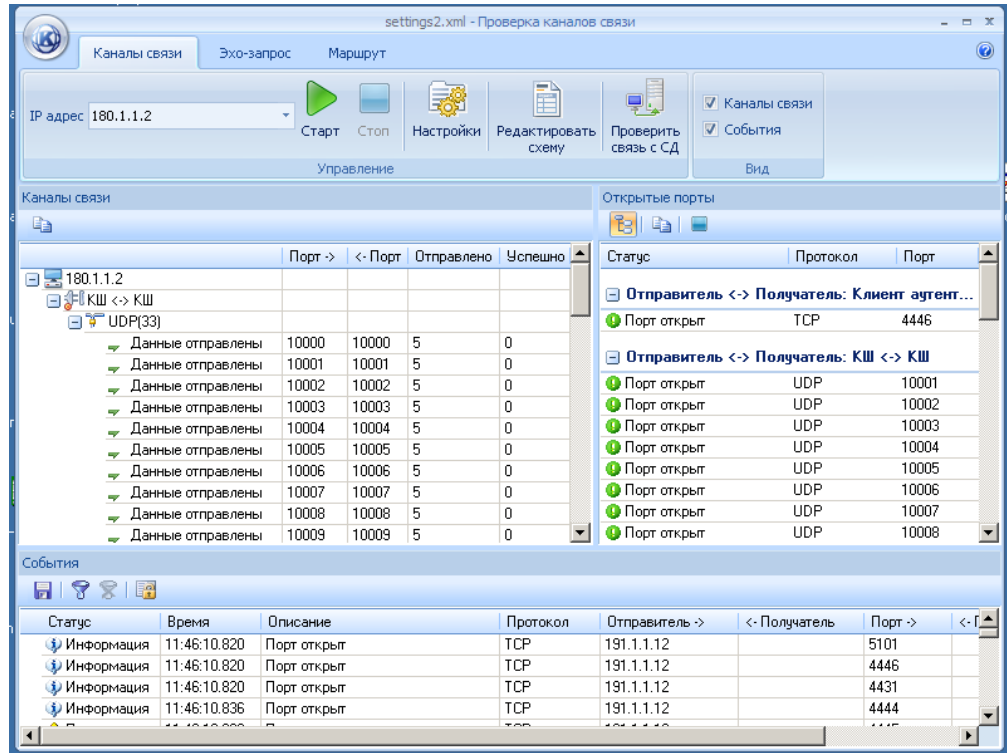 settings2.xml - Проверка каналов связи
Каналы связи Эхо-запрос Маршрут
IP адрес 180.1.1.2
Старт Стоп Настройки Редактировать схему Проверить связь с СД
Каналы связи
События
Управление Вид
Каналы связи
Порт -> <- Порт Отправлено Успешно
180.1.1.2
КШ <-> КШ
UDP(33)
Данные отправлены 10000 10000 5 0
Данные отправлены 10001 10001 5 0
Данные отправлены 10002 10002 5 0
Данные отправлены 10003 10003 5 0
Данные отправлены 10004 10004 5 0
Данные отправлены 10005 10005 5 0
Данные отправлены 10006 10006 5 0
Данные отправлены 10007 10007 5 0
Данные отправлены 10008 10008 5 0
Данные отправлены 10009 10009 5 0
Открытые порты
Статус Протокол Порт
Отправитель <-> Получатель: Клиент аутент...
Порт открыт TCP 4446
Отправитель <-> Получатель: КШ <-> КШ
Порт открыт UDP 10001
Порт открыт UDP 10002
Порт открыт UDP 10003
Порт открыт UDP 10004
Порт открыт UDP 10005
Порт открыт UDP 10006
Порт открыт UDP 10007
Порт открыт UDP 10008
События
Статус Время Описание Протокол Отправитель -> <- Получатель Порт ->
Информация 11:46:10.820 Порт открыт TCP 191.1.1.12 5101
Информация 11:46:10.820 Порт открыт TCP 191.1.1.12 4446
Информация 11:46:10.820 Порт открыт TCP 191.1.1.12 4431
Информация 11:46:10.836 Порт открыт TCP 191.1.1.12 4444